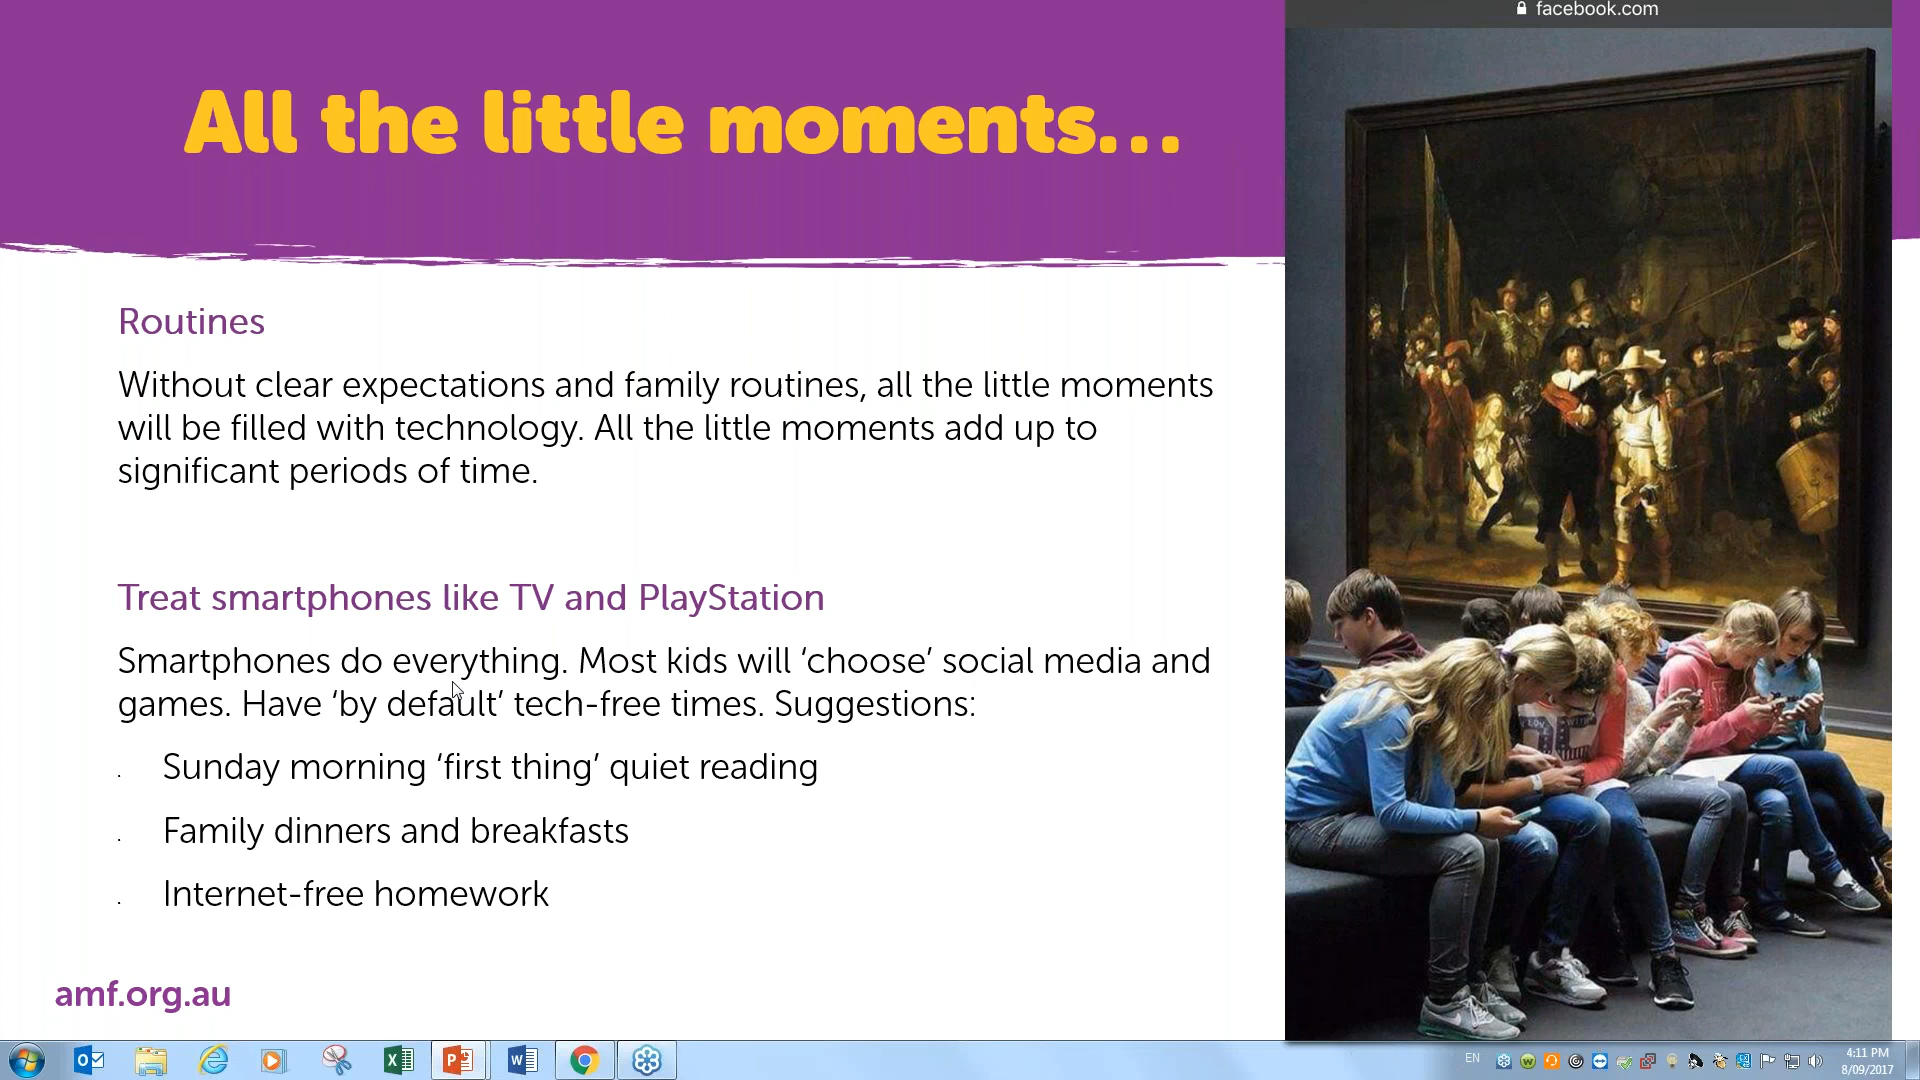 facebook.com
All the little moments...
Routines
Without clear expectations and family routines, all the little moments
will be filled with technology. All the little moments add up to
significant periods of time.
Treat smartphones like TV and PlayStation
Smartphones do everything. Most kids will ‘choose’ social media and
games. Have ‘by default’ tech-free times. Suggestions:
. Sunday morning ‘first thing’ quiet reading
. Family dinners and breakfasts
. Internet-free homework
amf.org.au
EN
4:11 PM
8/09/2017